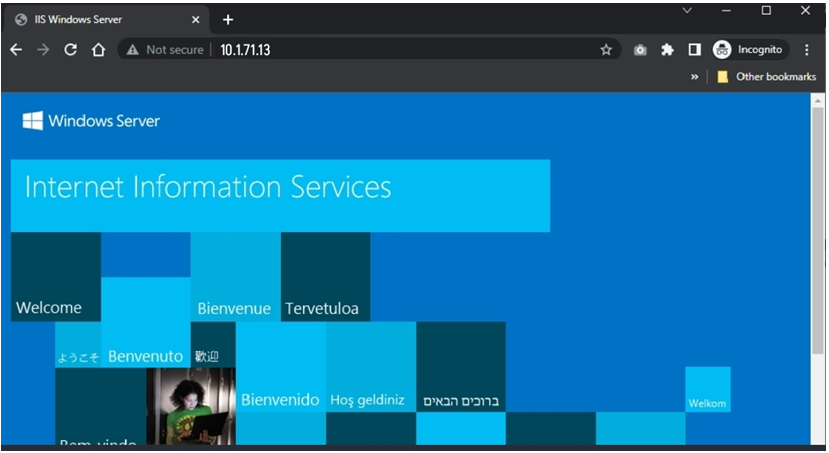 IIS Windows Server
Not secure
10.1.71.13
Incognito
»
Other bookmarks
Windows Server
Internet Information Services
Welcome
Bienvenue
Tervetuloa
ようこそ
Benvenuto
歡迎
Bienvenido
Hoş geldiniz
ברוכים הבאים
Welkom
Bem-vindo